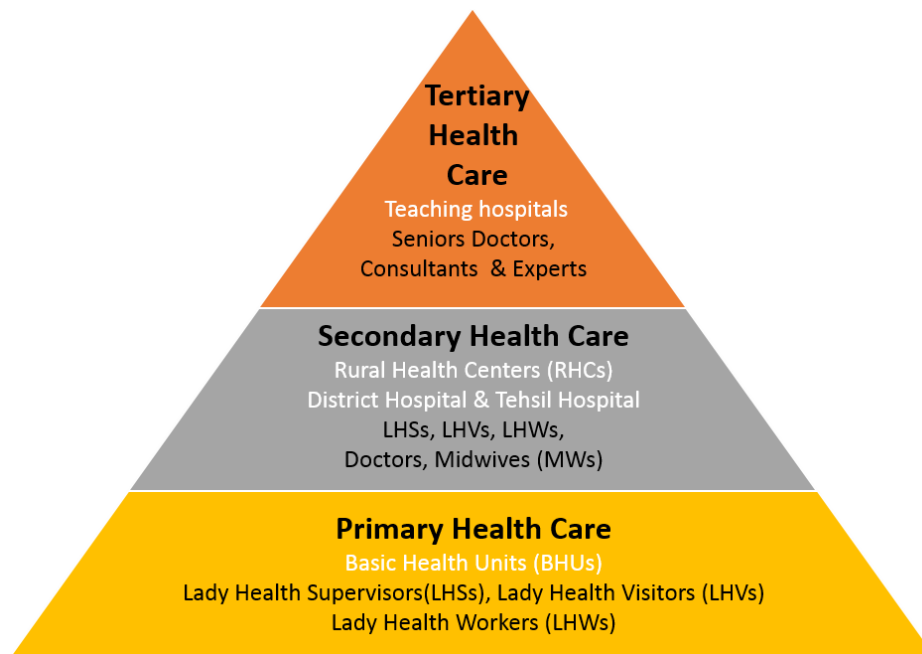 Tertiary
Health
Care
Teaching hospitals
Seniors Doctors,
Consultants & Experts
Secondary Health Care
Rural Health Centers (RHCs)
District Hospital & Tehsil Hospital
LHSs, LHVs, LHWs,
Doctors, Midwives (MWs)
Primary Health Care
Basic Health Units (BHUs)
Lady Health Supervisors(LHSs), Lady Health Visitors (LHVs)
Lady Health Workers (LHWs)